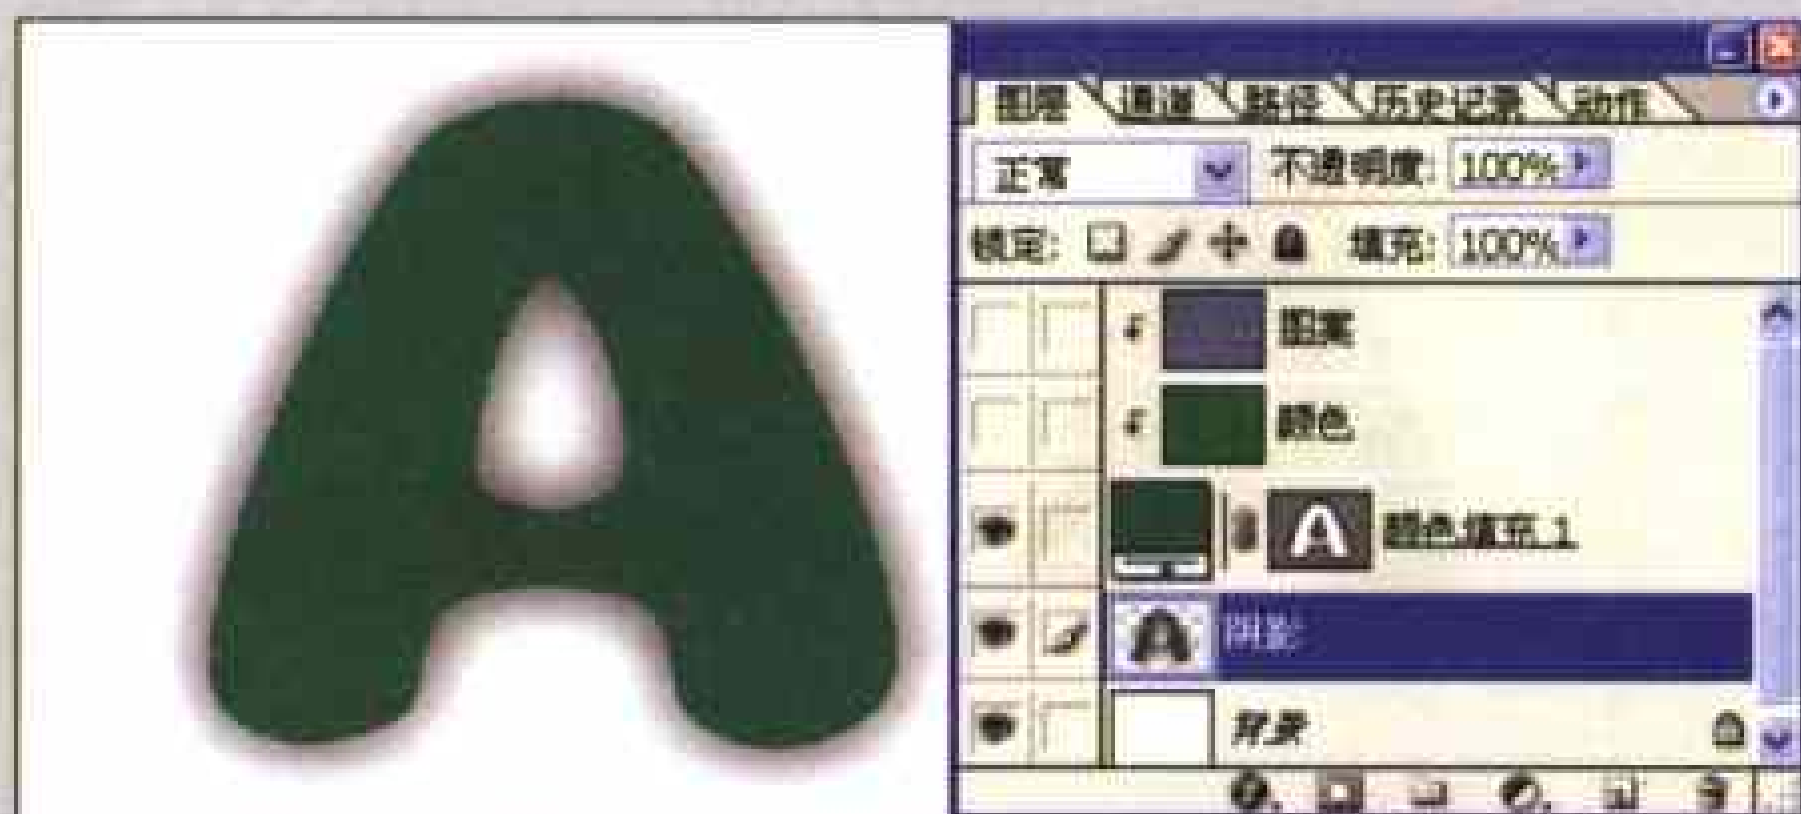 A
图层 通道 路径 历史记录 动作
正常 不透明度: 100%
锁定: 填充: 100%
图案
颜色
A 颜色填充 1
A 阴影
背景